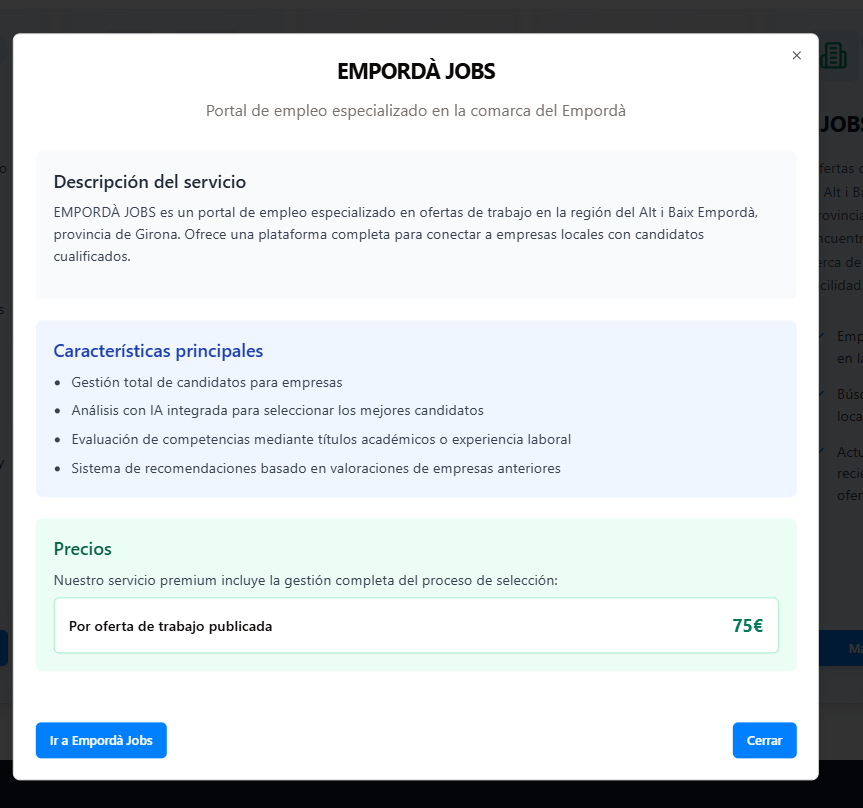 EMPORDÀ JOBS
Portal de empleo especializado en la comarca del Empordà
Descripción del servicio
EMPORDÀ JOBS es un portal de empleo especializado en ofertas de trabajo en la región del Alt i Baix Empordà,
provincia de Girona. Ofrece una plataforma completa para conectar a empresas locales con candidatos
cualificados.
Características principales
• Gestión total de candidatos para empresas
• Análisis con IA integrada para seleccionar los mejores candidatos
• Evaluación de competencias mediante títulos académicos o experiencia laboral
• Sistema de recomendaciones basado en valoraciones de empresas anteriores
Precios
Nuestro servicio premium incluye la gestión completa del proceso de selección:
Por oferta de trabajo publicada 75€
Ir a Empordà Jobs
Cerrar
JOB
Alt i B